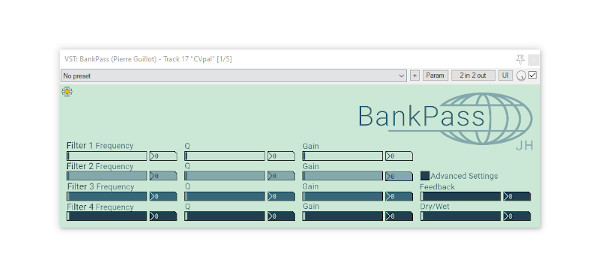 VST: BankPass (Pierre Guillot) - Track 17 "CVpal" [1/5]
No preset + Param 2 in 2 out UI
BankPass
JH
Filter 1 Frequency Q Gain
0 0 0
Filter 2 Frequency Q Gain
0 0 0 Advanced Settings
Filter 3 Frequency Q Gain Feedback
0 0 0 0
Filter 4 Frequency Q Gain Dry/Wet
0 0 0 0